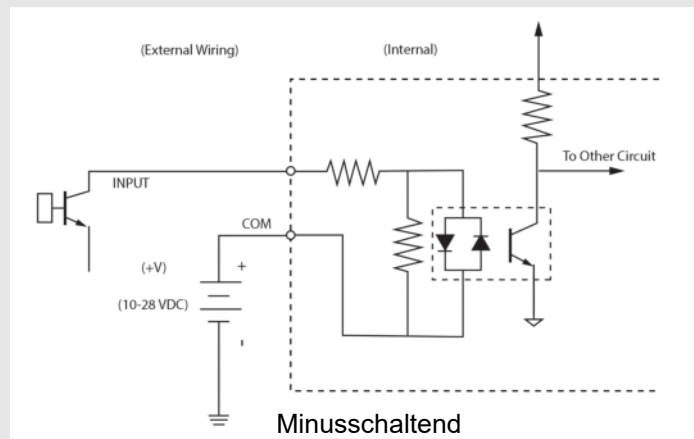 (External Wiring)
(Internal)
To Other Circuit
INPUT
COM
(+V)
+
(10-28 VDC)
-
Minusschaltend